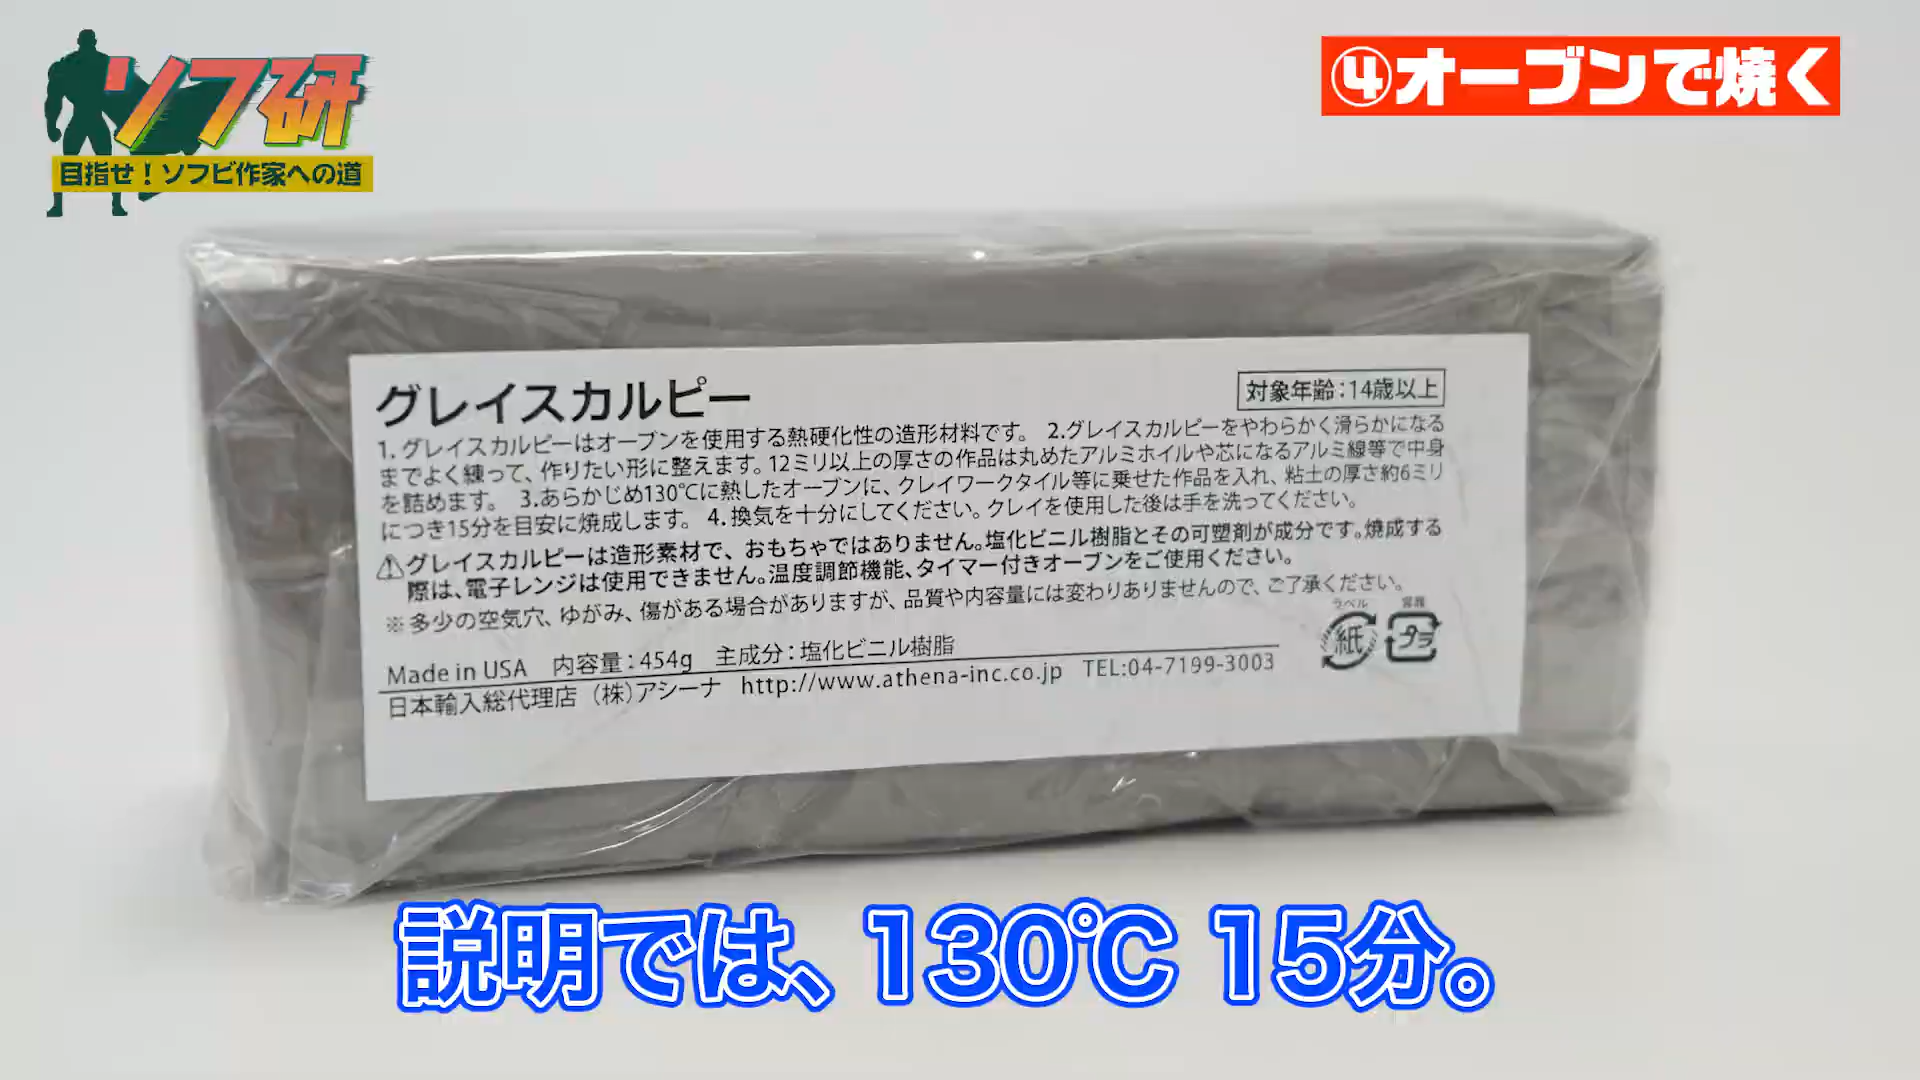 ソフ研
目指せ！ソフビ作家への道
④オーブンで焼く
グレイスカルピー
対象年齢：14歳以上
1. グレイスカルピーはオーブンを使用する熱硬化性の造形材料です。 2.グレイスカルピーをやわらかく滑らかになる
までよく練って、作りたい形に整えます。12ミリ以上の厚さの作品は丸めたアルミホイルや芯になるアルミ線等で中身
を詰めます。 3.あらかじめ130℃に熱したオーブンに、クレイワークタイル等に乗せた作品を入れ、粘土の厚さ約6ミリ
につき15分を目安に焼成します。 4. 換気を十分にしてください。クレイを使用した後は手を洗ってください。
⚠グレイスカルピーは造形素材で、おもちゃではありません。塩化ビニル樹脂とその可塑剤が成分です。焼成する
際は、電子レンジは使用できません。温度調節機能、タイマー付きオーブンをご使用ください。
※多少の空気穴、ゆがみ、傷がある場合がありますが、品質や内容量には変わりありませんので、ご了承ください。
ラベル
紙
プラ
Made in USA 内容量：454g 主成分：塩化ビニル樹脂
日本輸入総代理店 （株）アシーナ http://www.athena-inc.co.jp TEL:04-7199-3003
説明では、130℃ 15分。